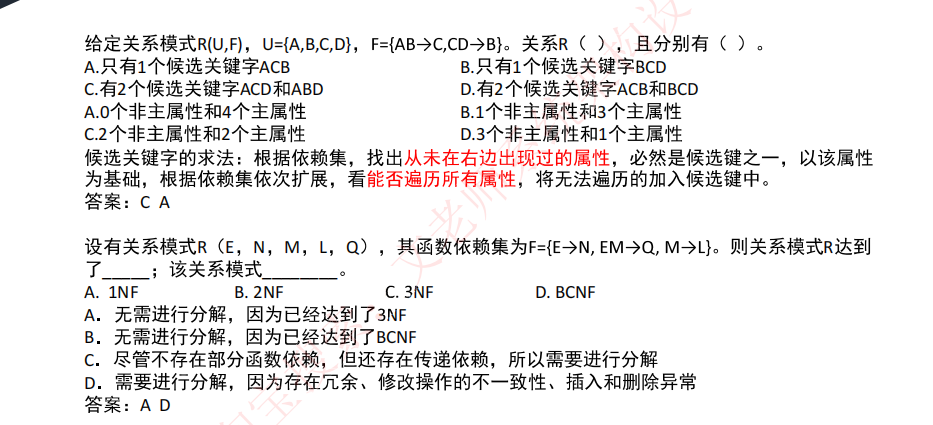 给定关系模式R(U,F)，U={A,B,C,D}，F={AB→C,CD→B}。关系R（ ），且分别有（ ）。
A.只有1个候选关键字ACB B.只有1个候选关键字BCD
C.有2个候选关键字ACD和ABD D.有2个候选关键字ACB和BCD
A.0个非主属性和4个主属性 B.1个非主属性和3个主属性
C.2个非主属性和2个主属性 D.3个非主属性和1个主属性
候选关键字的求法：根据依赖集，找出从未在右边出现过的属性，必然是候选键之一，以该属性
为基础，根据依赖集依次扩展，看能否遍历所有属性，将无法遍历的加入候选键中。
答案：C A
设有关系模式R（E，N，M，L，Q），其函数依赖集为F={E→N, EM→Q, M→L}。则关系模式R达到
了_____；该关系模式________。
A. 1NF B. 2NF C. 3NF D. BCNF
A．无需进行分解，因为已经达到了3NF
B．无需进行分解，因为已经达到了BCNF
C．尽管不存在部分函数依赖，但还存在传递依赖，所以需要进行分解
D．需要进行分解，因为存在冗余、修改操作的不一致性、插入和删除异常
答案：A D